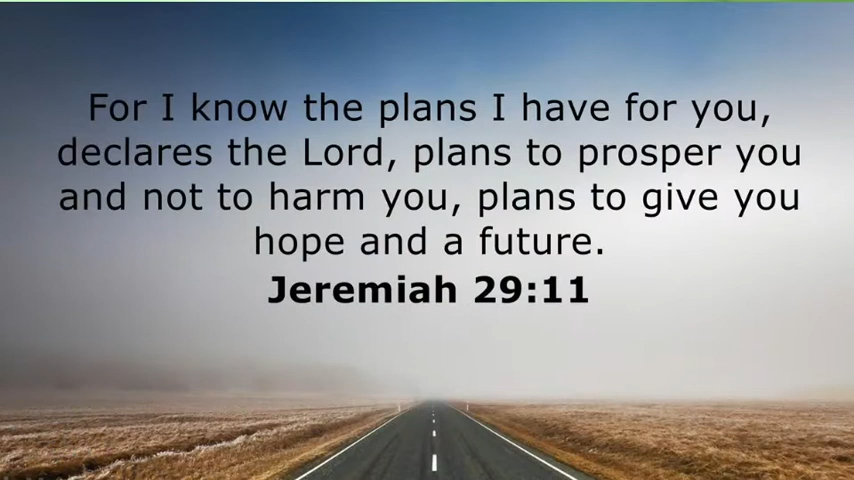 For I know the plans I have for you,
declares the Lord, plans to prosper you
and not to harm you, plans to give you
hope and a future.
Jeremiah 29:11